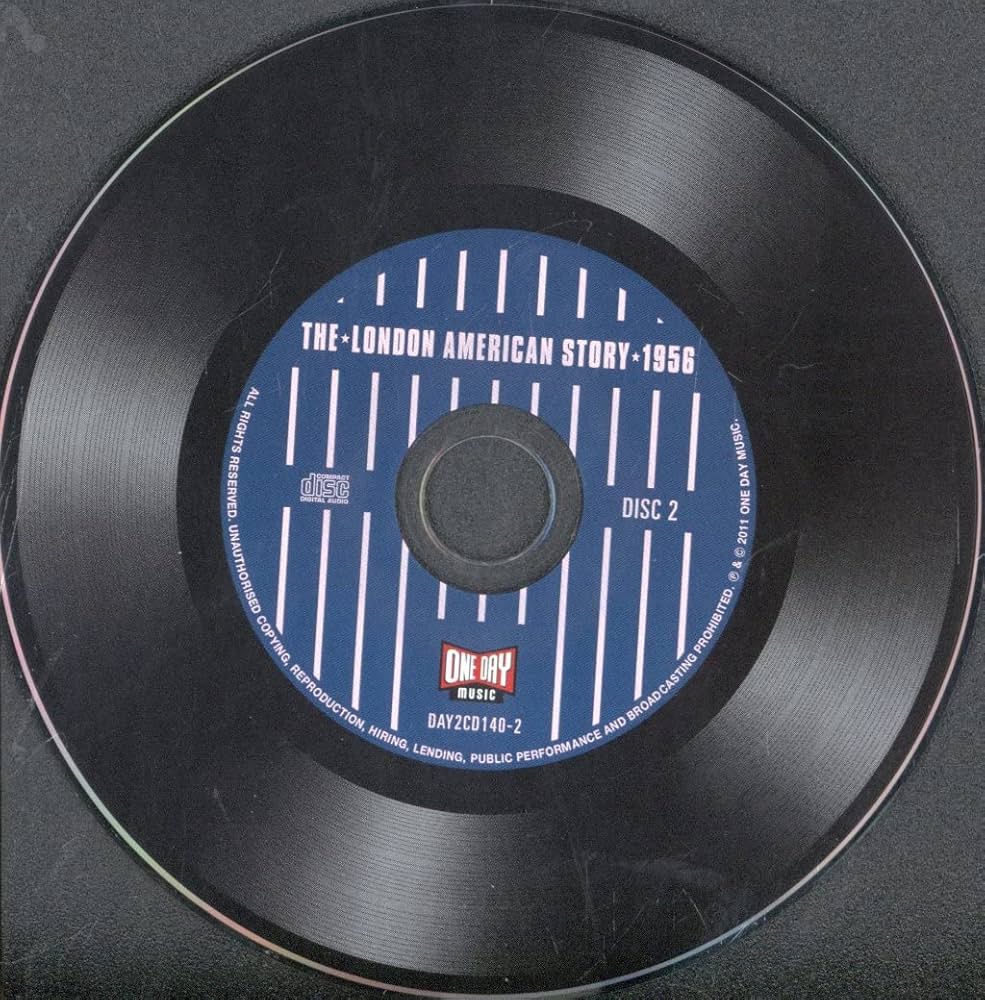 THE★LONDON AMERICAN STORY★1956
COMPACT
disc
DIGITAL AUDIO
DISC 2
ONE DAY
MUSIC
DAY2CD140-2
ALL RIGHTS RESERVED. UNAUTHORISED COPYING, REPRODUCTION, HIRING, LENDING, PUBLIC PERFORMANCE AND BROADCASTING PROHIBITED. ℗ & © 2011 ONE DAY MUSIC.